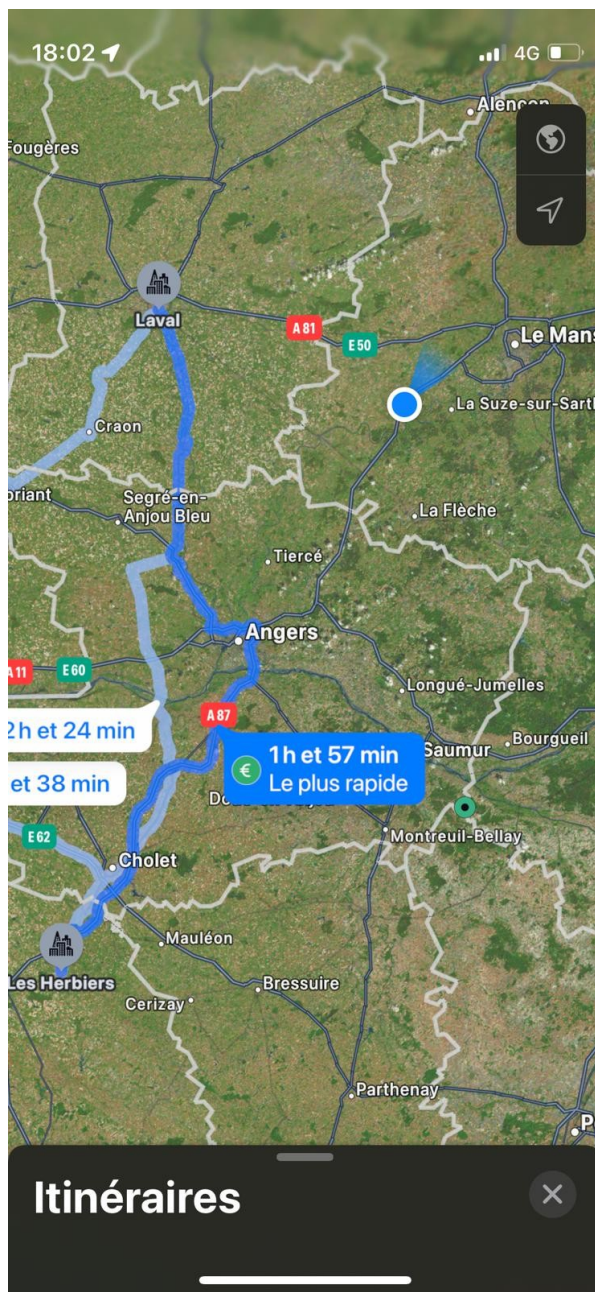 18:02
4G
Alençon
Fougères
Laval
A 81
E 50
Le Mans
La Suze-sur-Sart
Craon
briant
Segré-en-
Anjou Bleu
La Flèche
Tiercé
Angers
A 11
E 60
Longué-Jumelles
A 87
2 h et 24 min
1 h et 57 min
Le plus rapide
Saumur
Bourgueil
et 38 min
E 62
Montreuil-Bellay
Cholet
Mauléon
Les Herbiers
Bressuire
Cerizay
Parthenay
P
Itinéraires